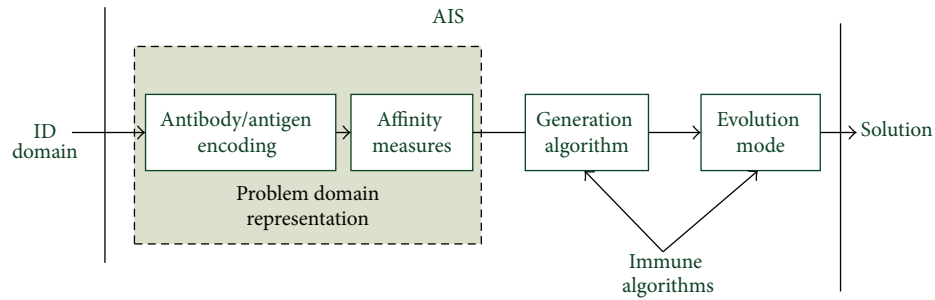 AIS
ID
domain
Antibody/antigen
encoding
Affinity
measures
Problem domain
representation
Generation
algorithm
Evolution
mode
Solution
Immune
algorithms